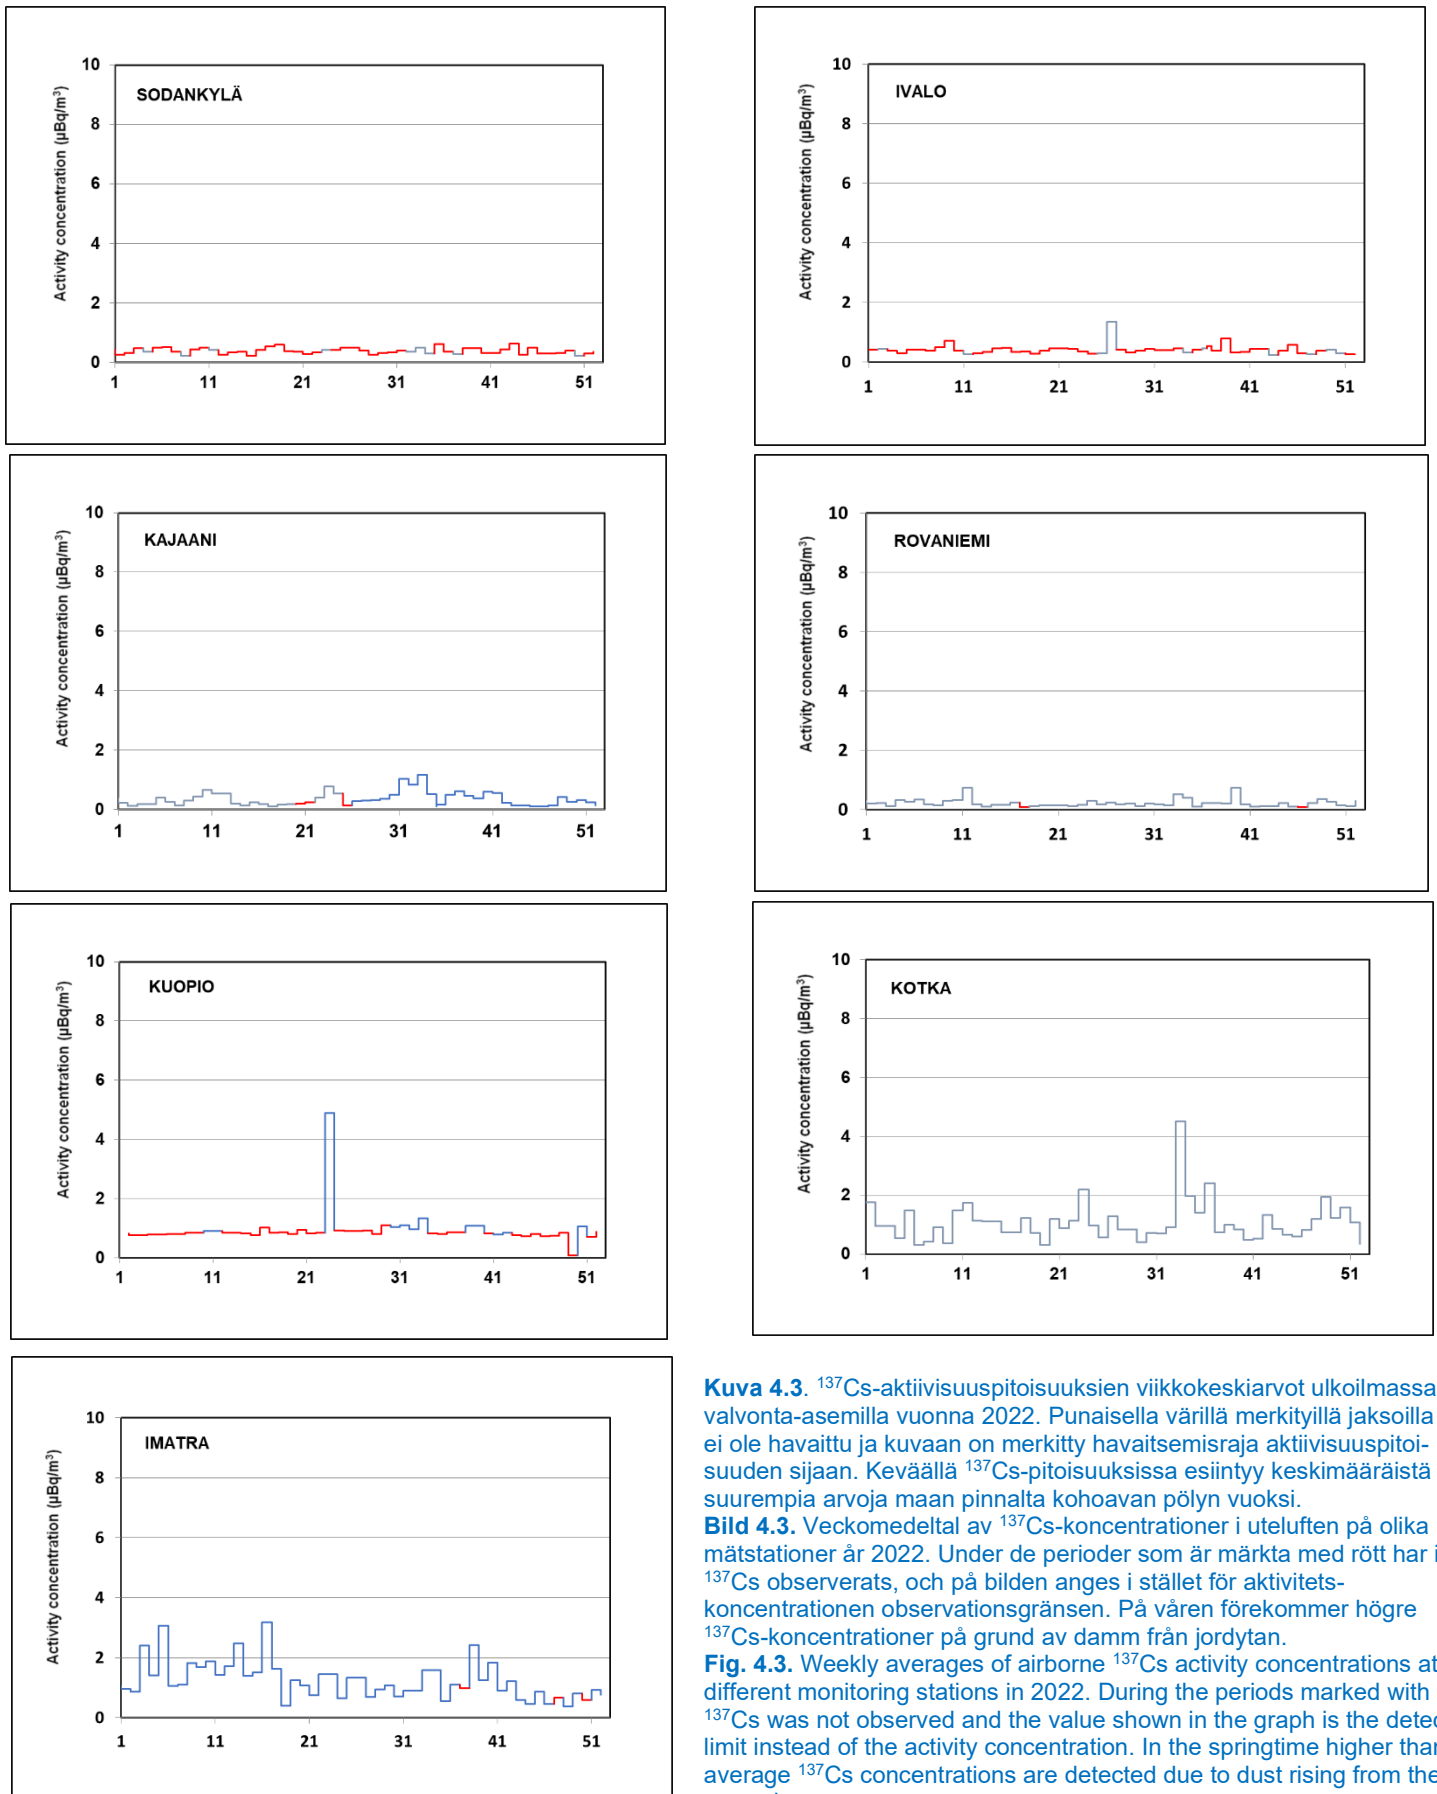 SODANKYLÄ
Activity concentration (µBq/m³)
10
8
6
4
2
0
1 11 21 31 41 51
IVALO
Activity concentration (µBq/m³)
10
8
6
4
2
0
1 11 21 31 41 51
KAJAANI
Activity concentration (µBq/m³)
10
8
6
4
2
0
1 11 21 31 41 51
ROVANIEMI
Activity concentration (µBq/m³)
10
8
6
4
2
0
1 11 21 31 41 51
KUOPIO
Activity concentration (µBq/m³)
10
8
6
4
2
0
1 11 21 31 41 51
KOTKA
Activity concentration (µBq/m³)
10
8
6
4
2
0
1 11 21 31 41 51
IMATRA
Activity concentration (µBq/m³)
10
8
6
4
2
0
1 11 21 31 41 51
Kuva 4.3. ¹³⁷Cs-aktiivisuuspitoisuuksien viikkokeskiarvot ulkoilmassa
valvonta-asemilla vuonna 2022. Punaisella värillä merkityillä jaksoilla
ei ole havaittu ja kuvaan on merkitty havaitsemisraja aktiivisuuspitoi-
suuden sijaan. Keväällä ¹³⁷Cs-pitoisuuksissa esiintyy keskimääräistä
suurempia arvoja maan pinnalta kohoavan pölyn vuoksi.
Bild 4.3. Veckomedeltal av ¹³⁷Cs-koncentrationer i uteluften på olika
mätstationer år 2022. Under de perioder som är märkta med rött har
¹³⁷Cs observerats, och på bilden anges i stället för aktivitets-
koncentrationen observationsgränsen. På våren förekommer högre
¹³⁷Cs-koncentrationer på grund av damm från jordytan.
Fig. 4.3. Weekly averages of airborne ¹³⁷Cs activity concentrations at
different monitoring stations in 2022. During the periods marked with
¹³⁷Cs was not observed and the value shown in the graph is the detec
limit instead of the activity concentration. In the springtime higher than
average ¹³⁷Cs concentrations are detected due to dust rising from the